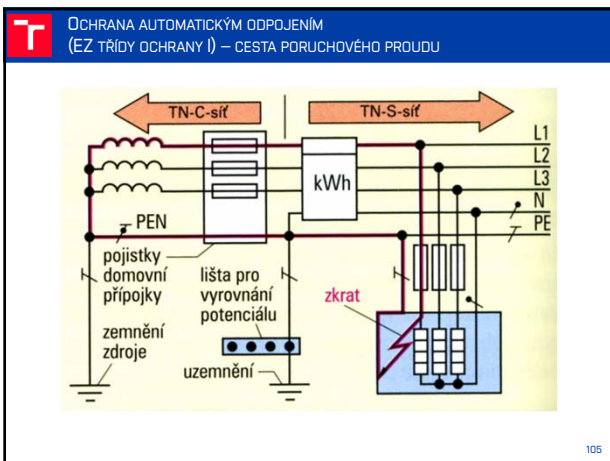 OCHRANA AUTOMATICKÝM ODPOJENÍM
(EZ TŘÍDY OCHRANY I) – CESTA PORUCHOVÉHO PROUDU
TN-C-síť
TN-S-síť
L1
L2
L3
N
PE
kWh
PEN
pojistky
domovní
přípojky
lišta pro
vyrovnání
potenciálu
zkrat
zemnění
zdroje
uzemnění
105